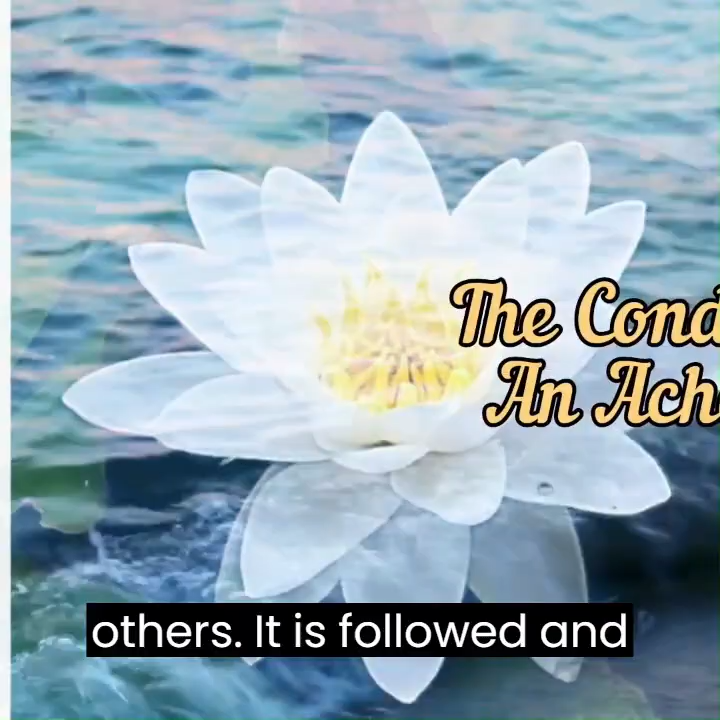 The Cond
An Ach
others. It is followed and